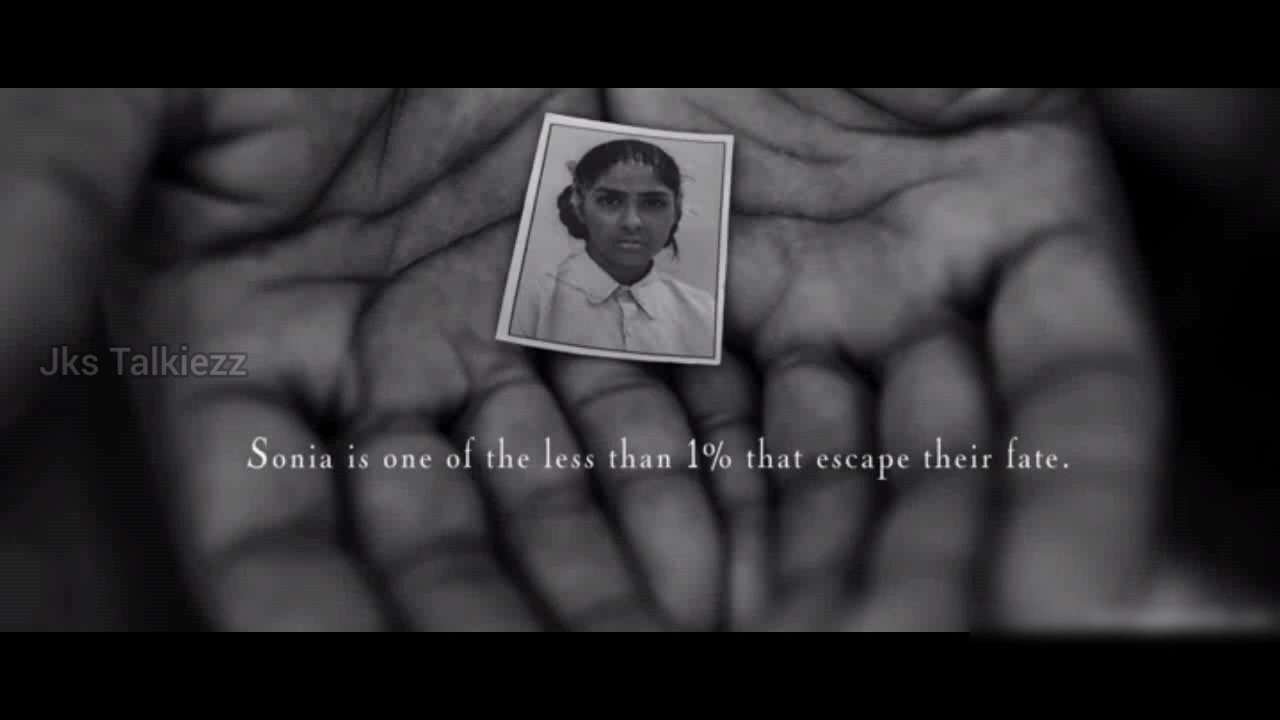 Jks Talkiezz
Sonia is one of the less than 1% that escape their fate.